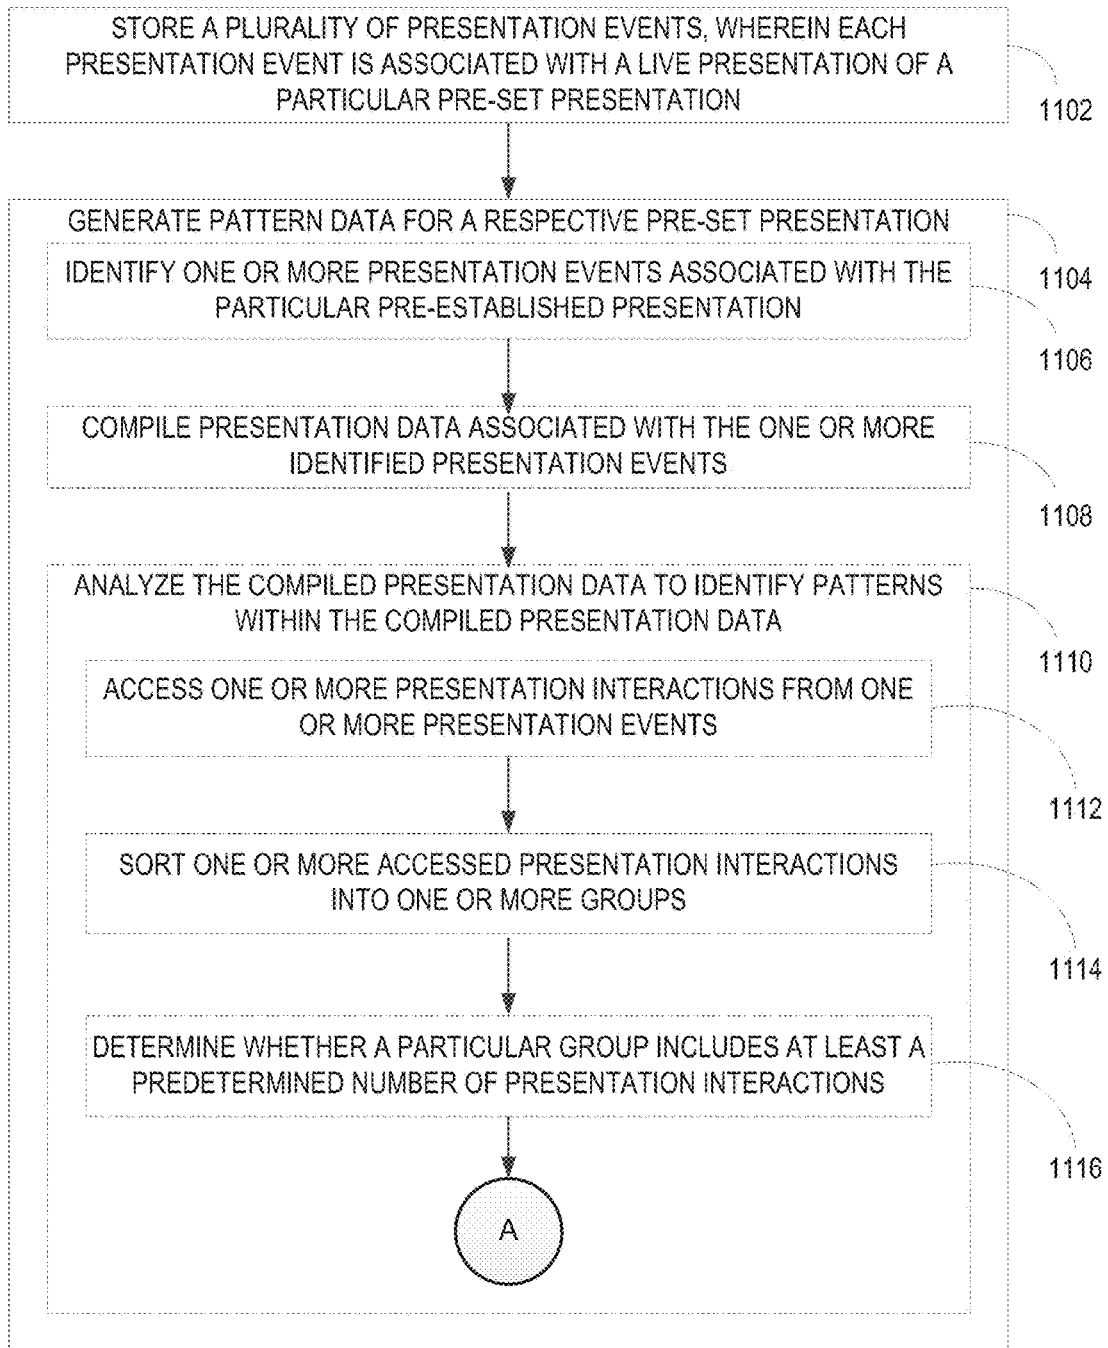 STORE A PLURALITY OF PRESENTATION EVENTS, WHEREIN EACH
PRESENTATION EVENT IS ASSOCIATED WITH A LIVE PRESENTATION OF A
PARTICULAR PRE-SET PRESENTATION
1102
GENERATE PATTERN DATA FOR A RESPECTIVE PRE-SET PRESENTATION
1104
IDENTIFY ONE OR MORE PRESENTATION EVENTS ASSOCIATED WITH THE
PARTICULAR PRE-ESTABLISHED PRESENTATION
1106
COMPILE PRESENTATION DATA ASSOCIATED WITH THE ONE OR MORE
IDENTIFIED PRESENTATION EVENTS
1108
ANALYZE THE COMPILED PRESENTATION DATA TO IDENTIFY PATTERNS
WITHIN THE COMPILED PRESENTATION DATA
1110
ACCESS ONE OR MORE PRESENTATION INTERACTIONS FROM ONE
OR MORE PRESENTATION EVENTS
1112
SORT ONE OR MORE ACCESSED PRESENTATION INTERACTIONS
INTO ONE OR MORE GROUPS
1114
DETERMINE WHETHER A PARTICULAR GROUP INCLUDES AT LEAST A
PREDETERMINED NUMBER OF PRESENTATION INTERACTIONS
1116
A